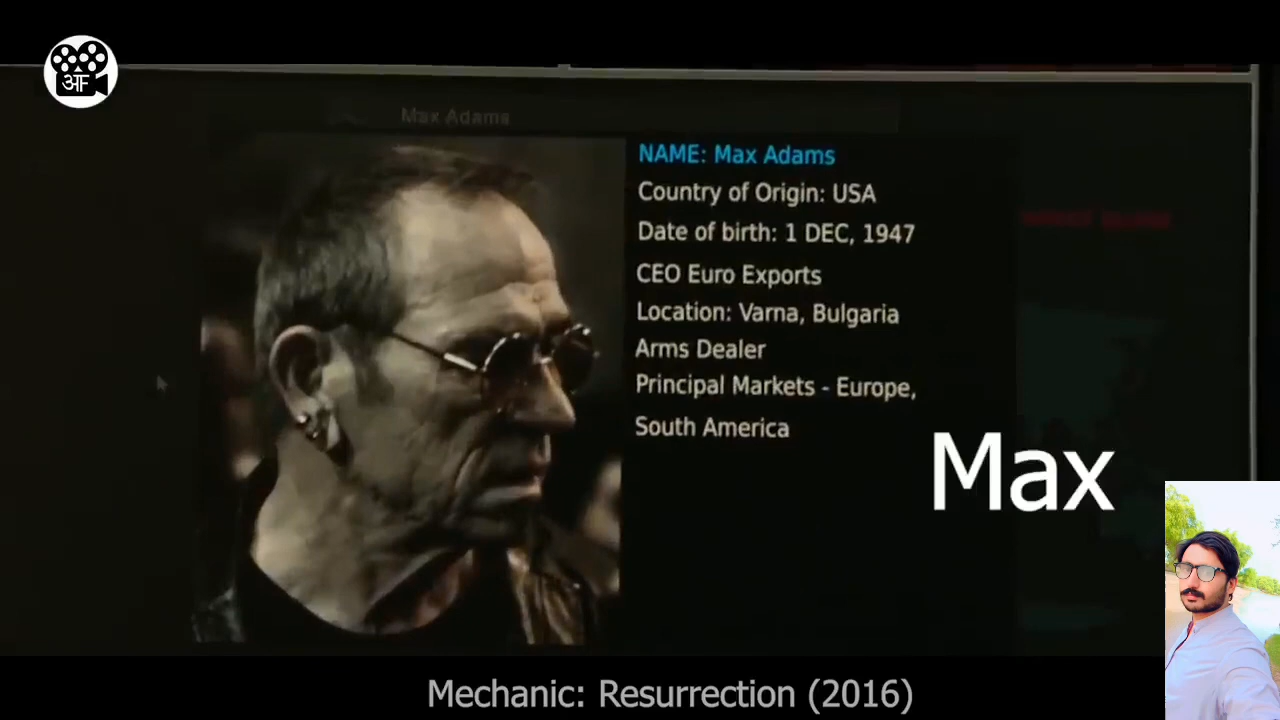 अF
Max Adams
NAME: Max Adams
Country of Origin: USA
Date of birth: 1 DEC, 1947
CEO Euro Exports
Location: Varna, Bulgaria
Arms Dealer
Principal Markets - Europe,
South America
Max
Mechanic: Resurrection (2016)